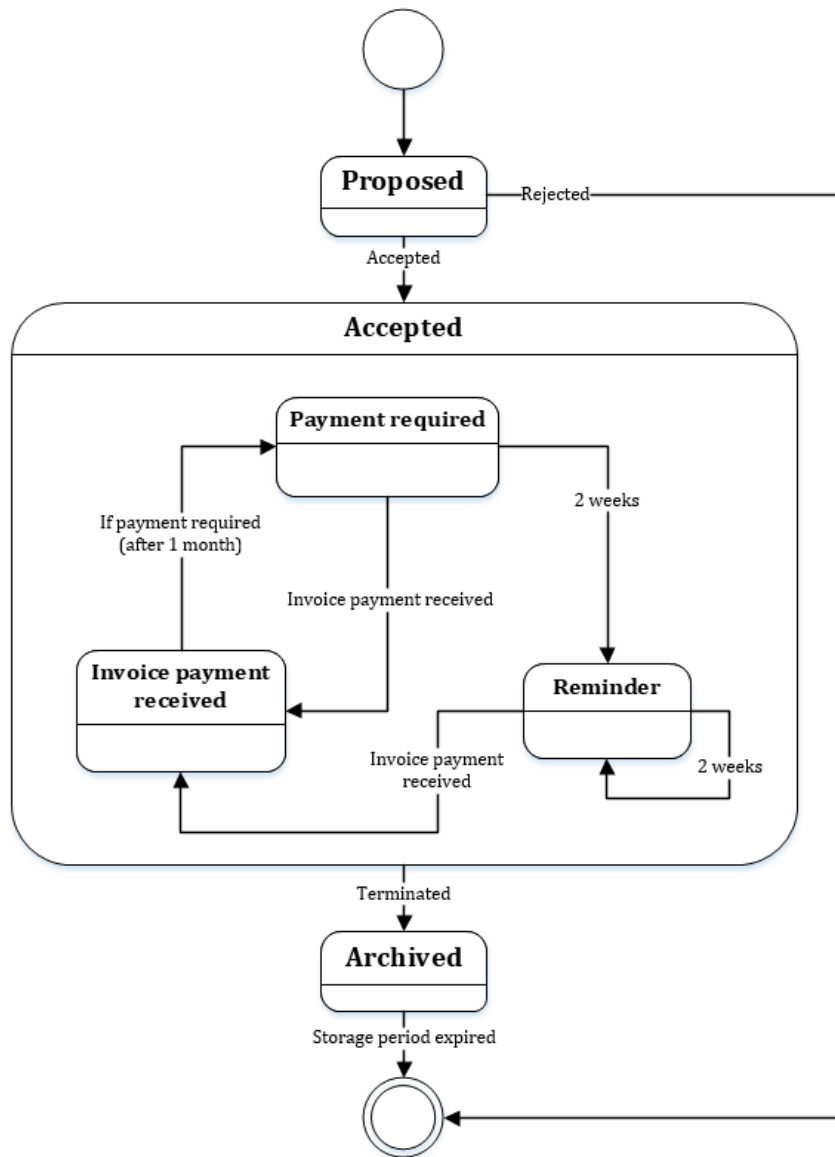 Proposed
Rejected
Accepted
Accepted
Payment required
2 weeks
If payment required
(after 1 month)
Invoice payment received
Invoice payment
received
Reminder
Invoice payment
received
2 weeks
Terminated
Archived
Storage period expired